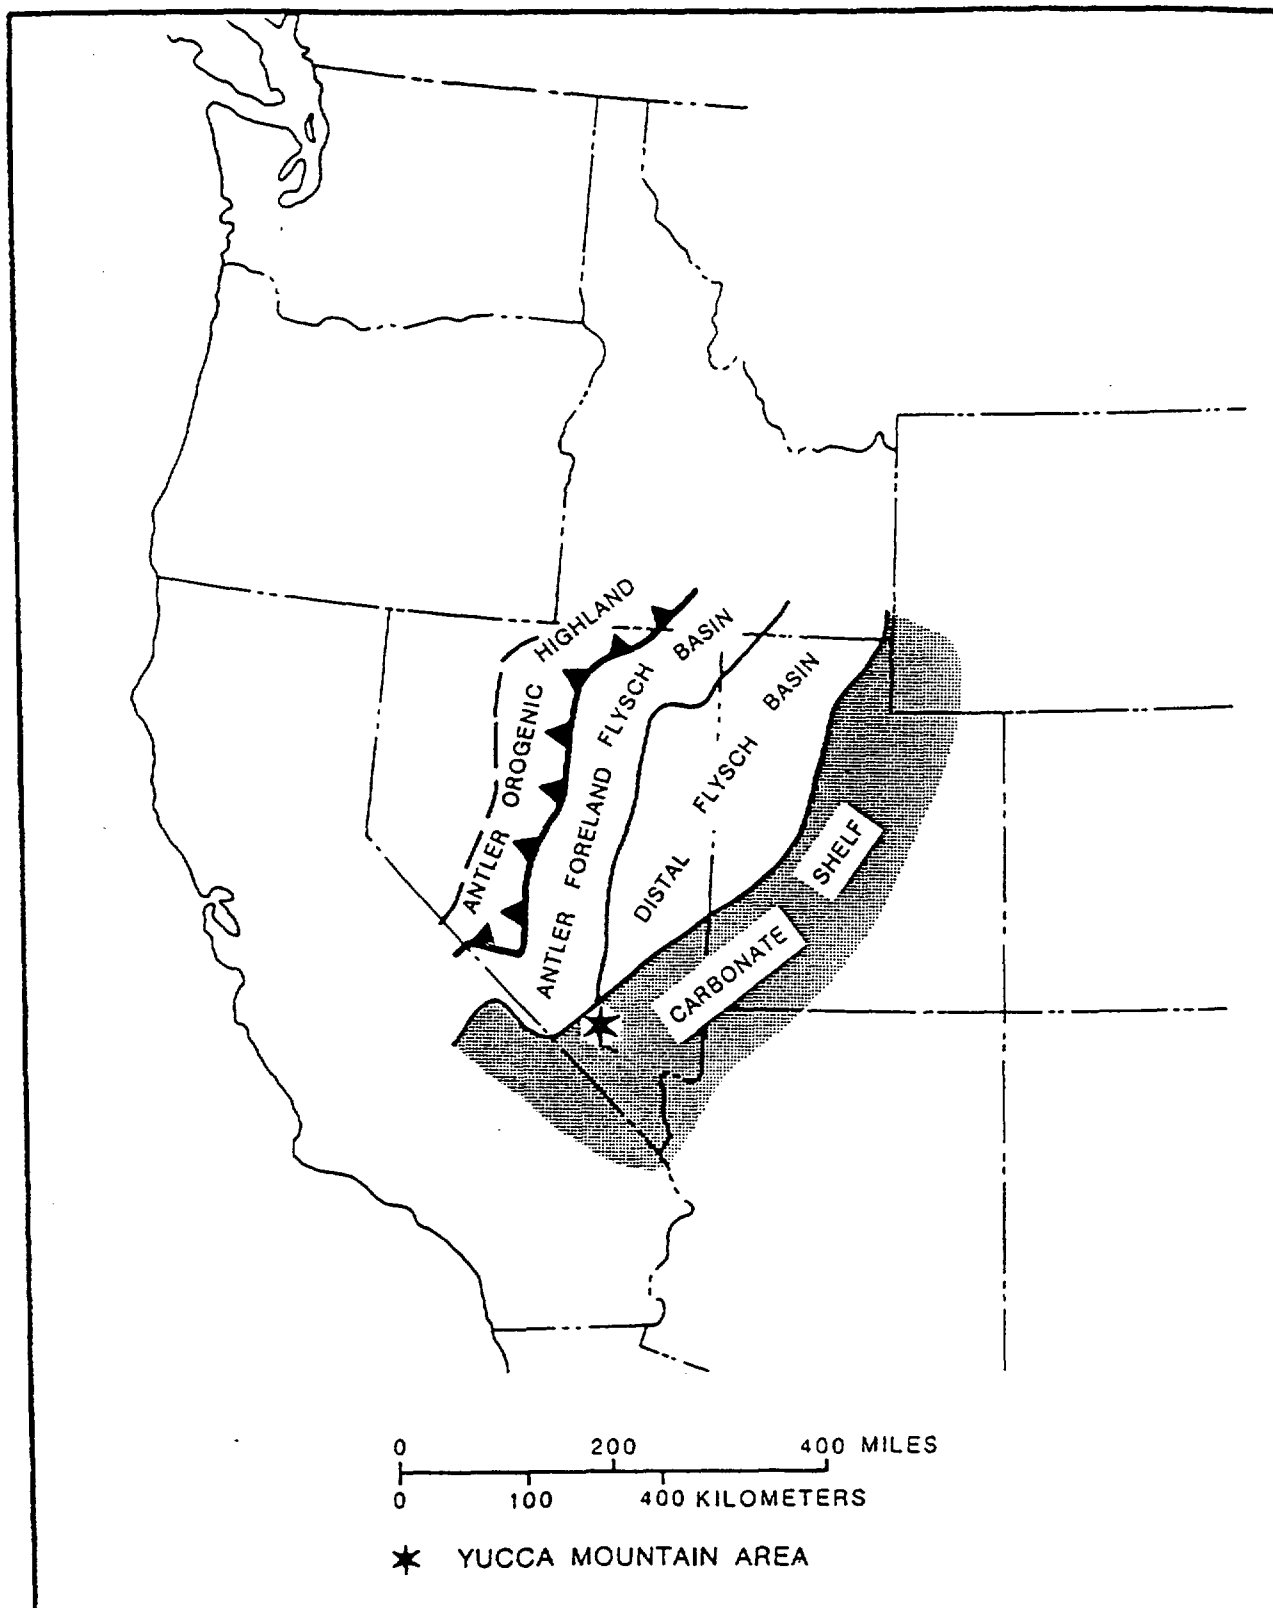 ANTLER OROGENIC HIGHLAND
ANTLER FORELAND FLYSCH BASIN
DISTAL FLYSCH BASIN
CARBONATE SHELF
0 200 400 MILES
0 100 400 KILOMETERS
YUCCA MOUNTAIN AREA